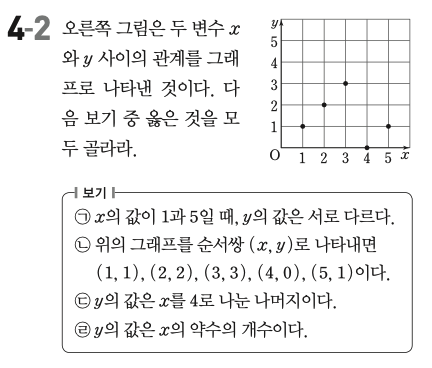 4-2 오른쪽 그림은 두 변수 x
와 y 사이의 관계를 그래
프로 나타낸 것이다. 다
음 보기 중 옳은 것을 모
두 골라라.
y
5
4
3
2
1
O 1 2 3 4 5 x
보기
㉠ x의 값이 1과 5일 때, y의 값은 서로 다르다.
㉡ 위의 그래프를 순서쌍 (x, y)로 나타내면
(1, 1), (2, 2), (3, 3), (4, 0), (5, 1)이다.
㉢ y의 값은 x를 4로 나눈 나머지이다.
㉣ y의 값은 x의 약수의 개수이다.